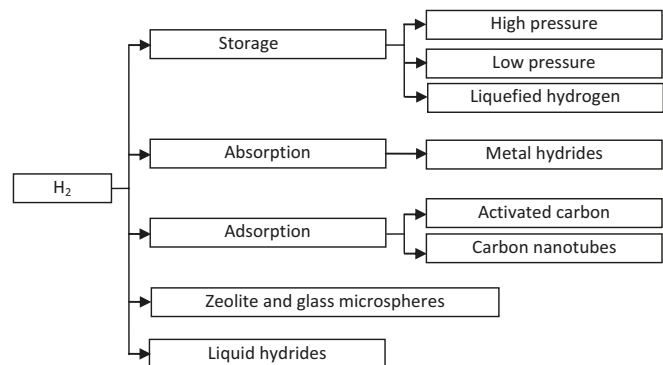 H₂
Storage
High pressure
Low pressure
Liquefied hydrogen
Absorption
Metal hydrides
Adsorption
Activated carbon
Carbon nanotubes
Zeolite and glass microspheres
Liquid hydrides